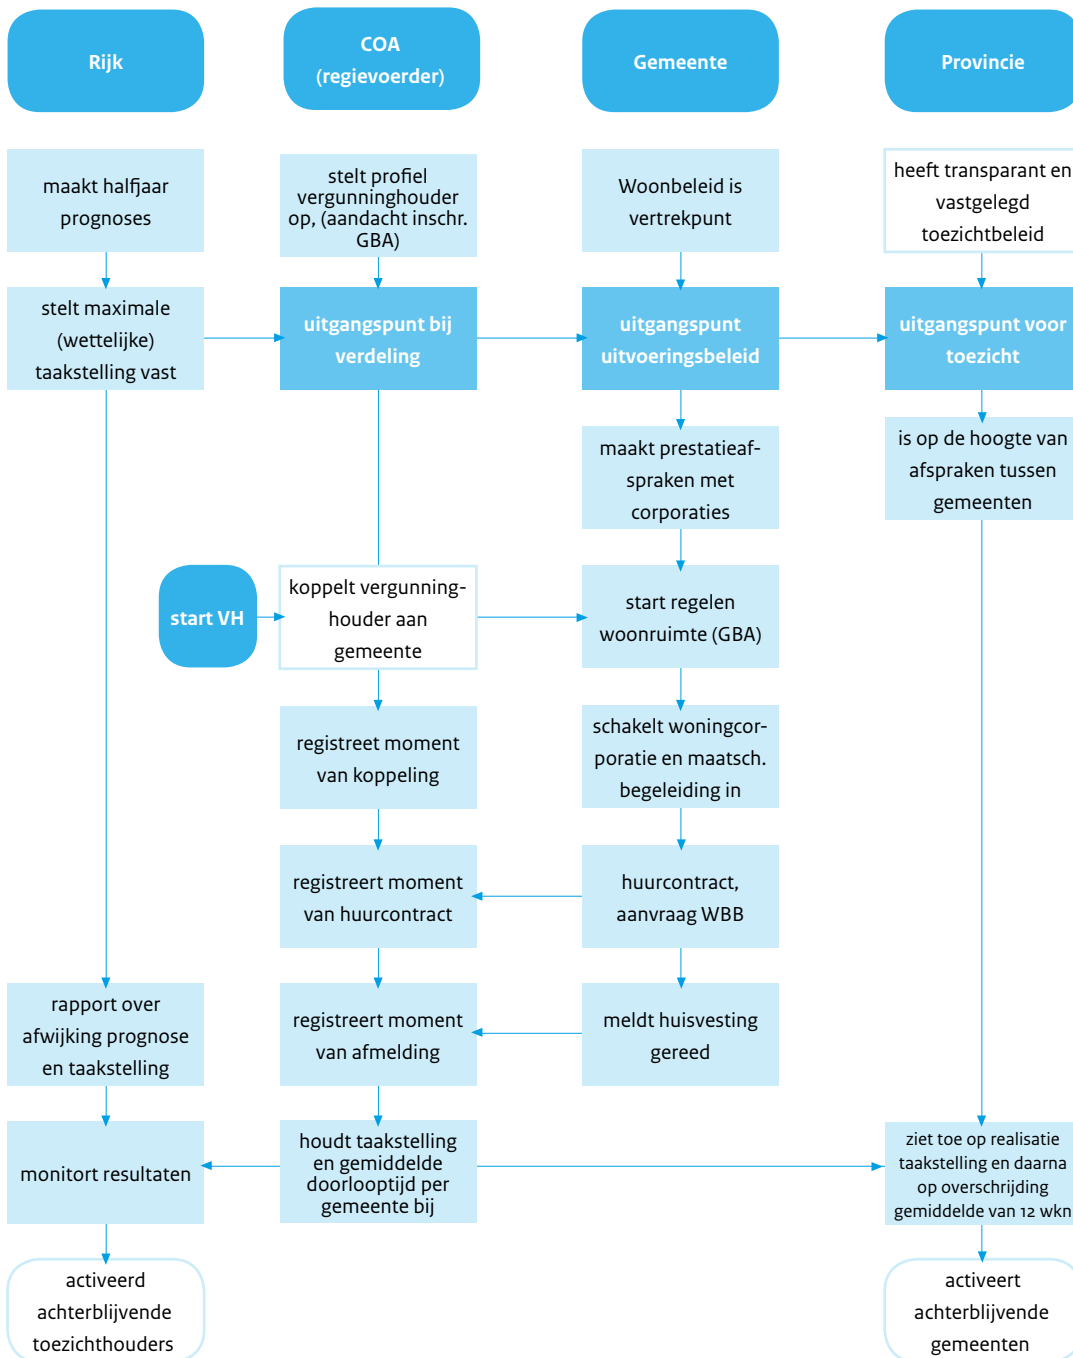 Rijk
COA
(regievoerder)
Gemeente
Provincie
maakt halfjaar
prognoses
stelt profiel
vergunninghouder
op, (aandacht inschr.
GBA)
Woonbeleid is
vertrekpunt
heeft transparant en
vastgelegd
toezichtbeleid
stelt maximale
(wettelijke)
taakstelling vast
uitgangspunt bij
verdeling
uitgangspunt
uitvoeringsbeleid
uitgangspunt voor
toezicht
maakt prestatieaf-
spraken met
corporaties
is op de hoogte van
afspraken tussen
gemeenten
start VH
koppelt vergunning-
houder aan
gemeente
start regelen
woonruimte (GBA)
registreet moment
van koppeling
schakelt woningcor-
poratie en maatsch.
begeleiding in
registreert moment
van huurcontract
huurcontract,
aanvraag WBB
rapport over
afwijking prognose
en taakstelling
registreert moment
van afmelding
meldt huisvesting
gereed
monitort resultaten
houdt taakstelling
en gemiddelde
doorlooptijd per
gemeente bij
ziet toe op realisatie
taakstelling en daarna
op overschrijding
gemiddelde van 12 wkn
activeerd
achterblijvende
toezichthouders
activeert
achterblijvende
gemeenten